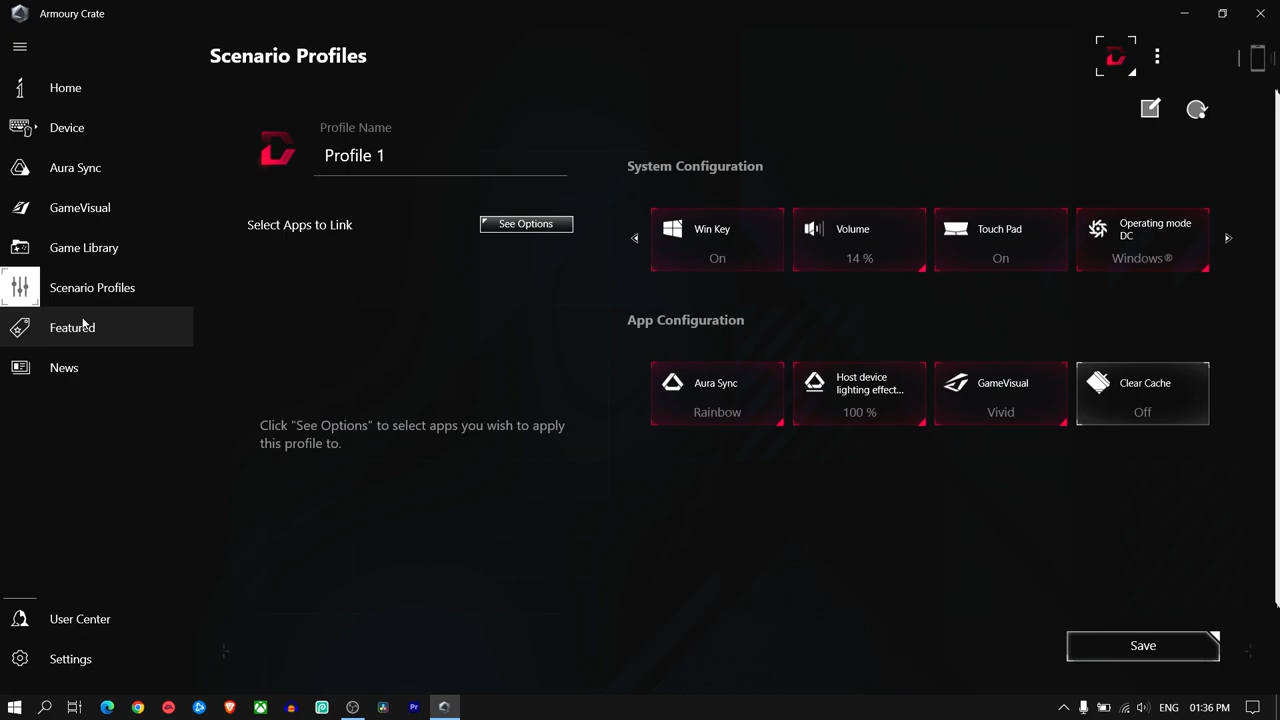 Armoury Crate
Scenario Profiles
Home
Device
Aura Sync
GameVisual
Game Library
Scenario Profiles
Featured
News
User Center
Settings
Profile Name
Profile 1
Select Apps to Link
See Options
Click "See Options" to select apps you wish to apply
this profile to.
System Configuration
Win Key
On
Volume
14 %
Touch Pad
On
Operating mode
DC
Windows®
App Configuration
Aura Sync
Rainbow
Host device
lighting effect...
100 %
GameVisual
Vivid
Clear Cache
Off
Save
EA
Pr
ENG
01:36 PM